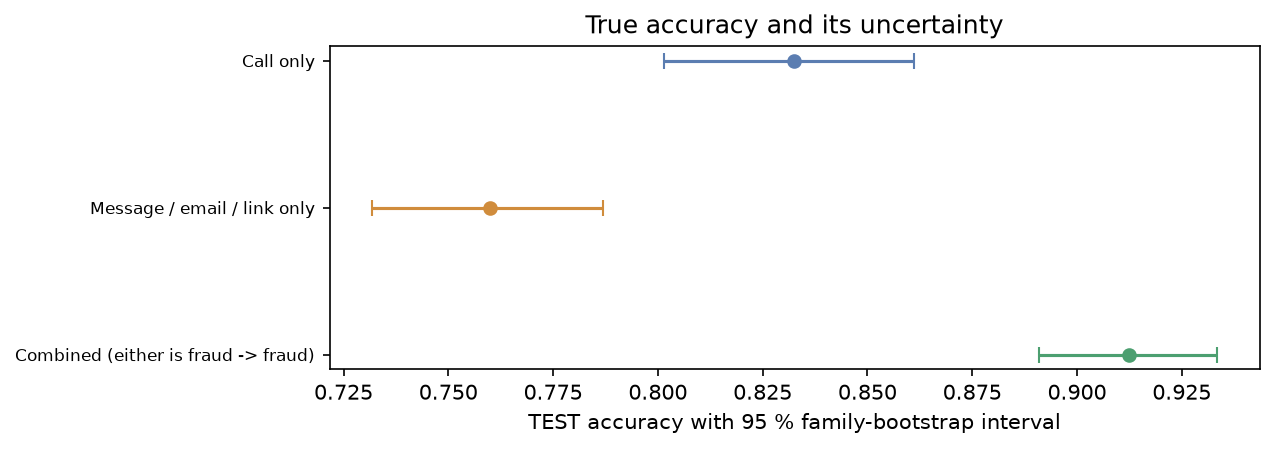 True accuracy and its uncertainty
Call only
Message / email / link only
Combined (either is fraud -> fraud)
0.725 0.750 0.775 0.800 0.825 0.850 0.875 0.900 0.925
TEST accuracy with 95 % family-bootstrap interval